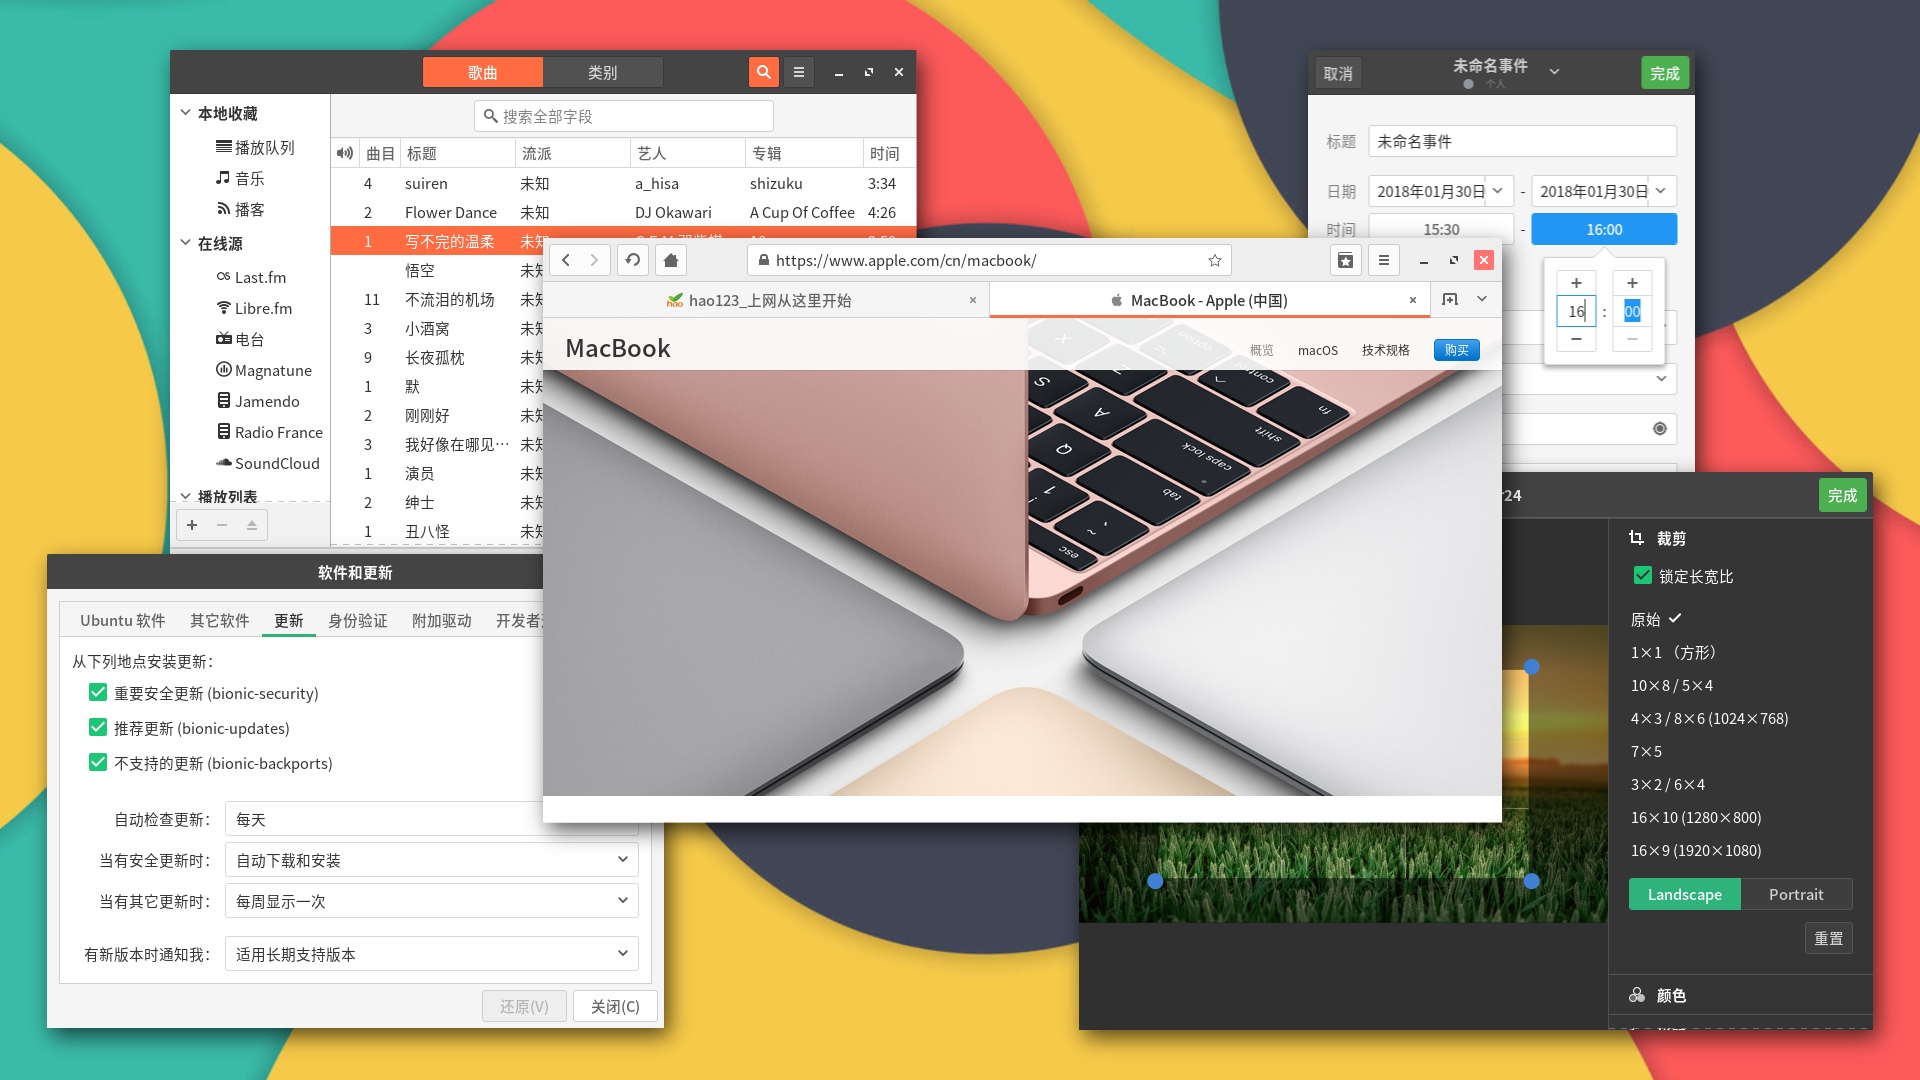 歌曲
类别
本地收藏
播放队列
音乐
播客
在线源
Last.fm
Libre.fm
电台
Magnatune
Jamendo
Radio France
SoundCloud
播放列表
搜索全部字段
曲目 标题 流派 艺人 专辑 时间
4 suiren 未知 a_hisa shizuku 3:34
2 Flower Dance 未知 DJ Okawari A Cup Of Coffee 4:26
1 写不完的温柔 未知
悟空 未知
11 不流泪的机场 未知
3 小酒窝 未知
9 长夜孤枕 未知
1 默 未知
2 刚刚好 未知
3 我好像在哪见… 未知
1 演员 未知
2 绅士 未知
1 丑八怪 未知
取消
未命名事件
个人
完成
标题 未命名事件
日期 2018年01月30日 - 2018年01月30日
时间 15:30 - 16:00
+ +
16 : 00
− −
https://www.apple.com/cn/macbook/
hao123_上网从这里开始
MacBook - Apple (中国)
MacBook
概览
macOS
技术规格
购买
X
option
Z
control
S
fn
A
shift
Q
caps lock
1
!
tab
~
`
esc
软件和更新
Ubuntu 软件 其它软件 更新 身份验证 附加驱动 开发者
从下列地点安装更新：
重要安全更新 (bionic-security)
推荐更新 (bionic-updates)
不支持的更新 (bionic-backports)
自动检查更新： 每天
当有安全更新时： 自动下载和安装
当有其它更新时： 每周显示一次
有新版本时通知我： 适用长期支持版本
还原(V)
关闭(C)
24
完成
裁剪
锁定长宽比
原始
1×1 （方形）
10×8 / 5×4
4×3 / 8×6 (1024×768)
7×5
3×2 / 6×4
16×10 (1280×800)
16×9 (1920×1080)
Landscape
Portrait
重置
颜色